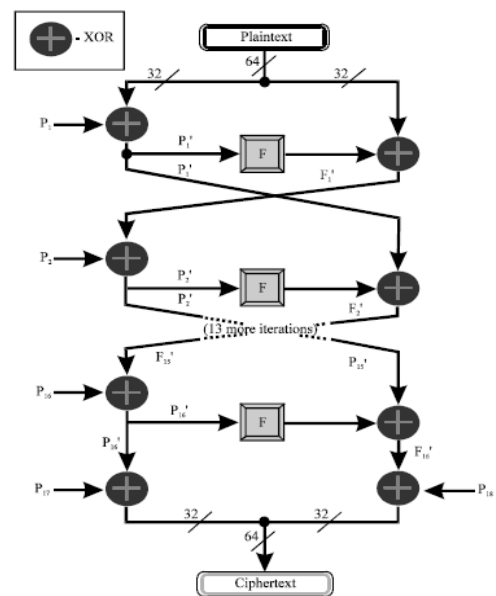 - XOR
Plaintext
64
32
32
P₁
P₁'
F
P₁'
F₁'
P₂
P₂'
F
P₂'
F₂'
(13 more iterations)
F₁₅'
P₁₅'
P₁₆
P₁₆'
F
P₁₆'
F₁₆'
P₁₇
P₁₈
32
32
64
Ciphertext